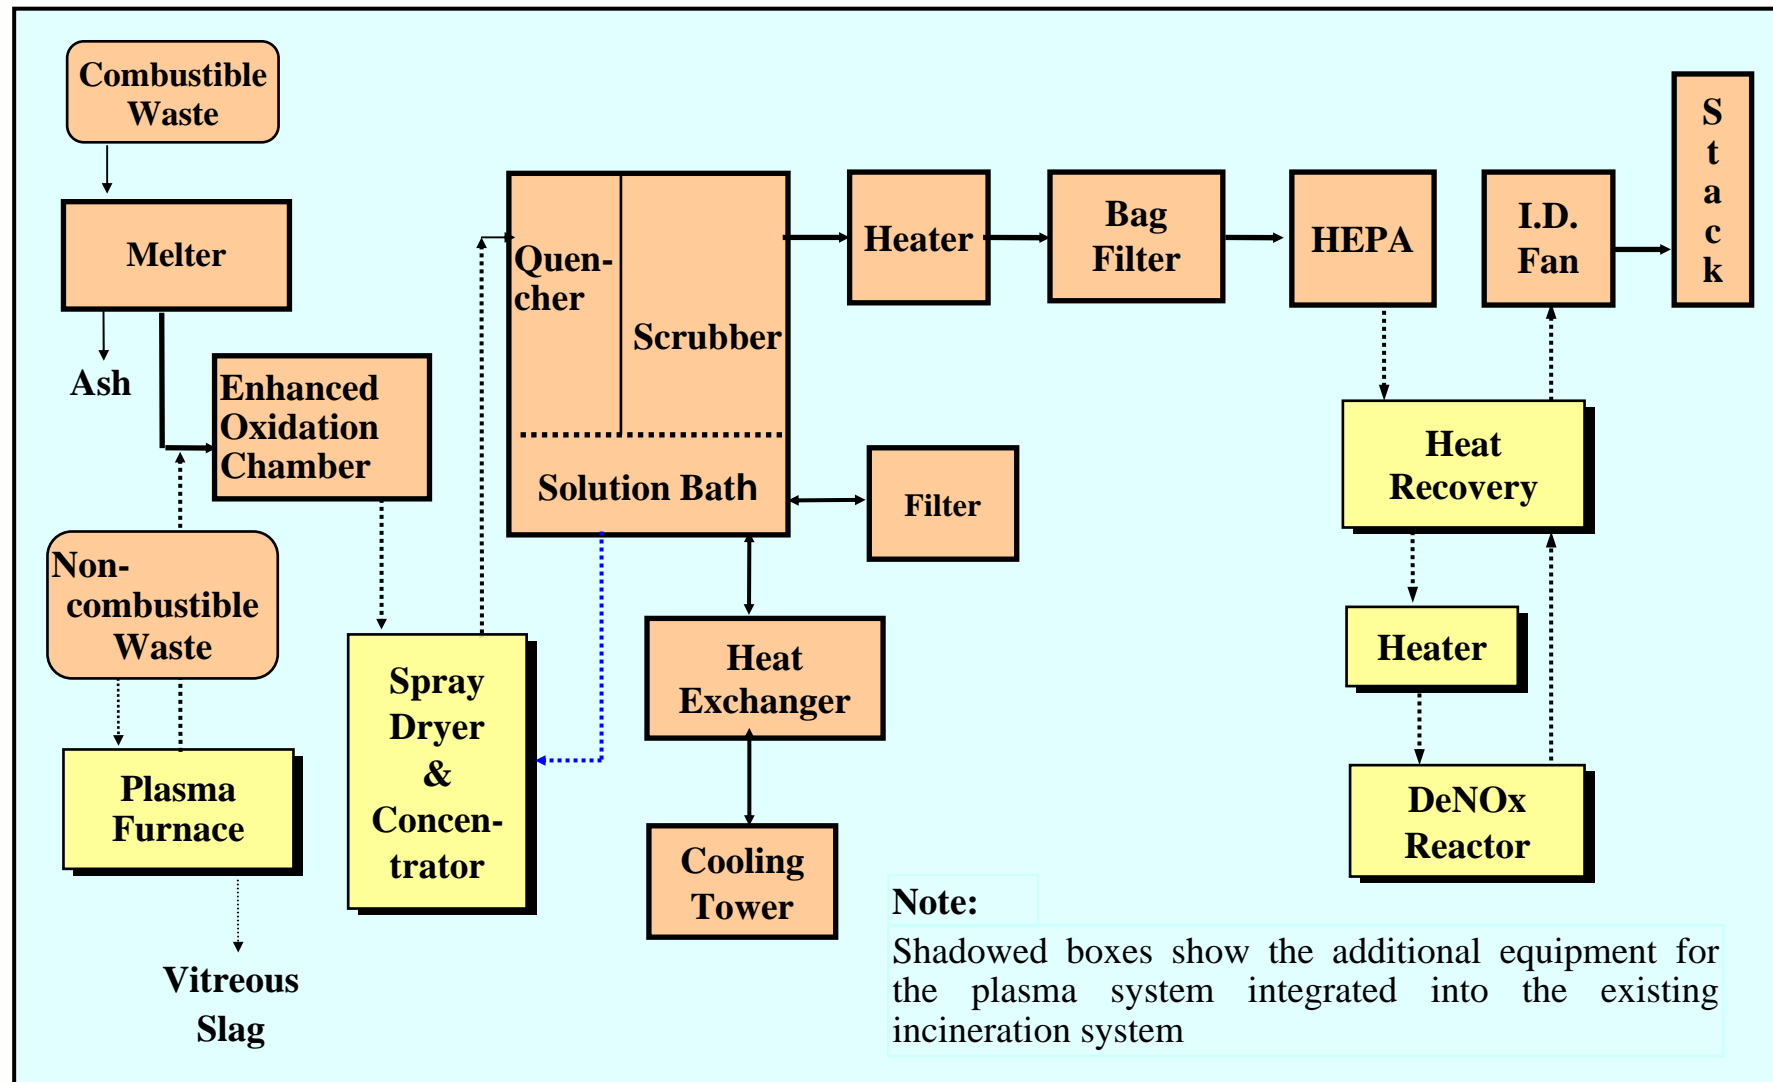 Combustible
Waste
Melter
Ash
Enhanced
Oxidation
Chamber
Non-
combustible
Waste
Plasma
Furnace
Vitreous
Slag
Spray
Dryer
&
Concen-
trator
Quen-
cher
Scrubber
Solution Bath
Filter
Heat
Exchanger
Cooling
Tower
Heater
Bag
Filter
HEPA
I.D.
Fan
S
t
a
c
k
Heat
Recovery
Heater
DeNOx
Reactor
Note:
Shadowed boxes show the additional equipment for
the plasma system integrated into the existing
incineration system